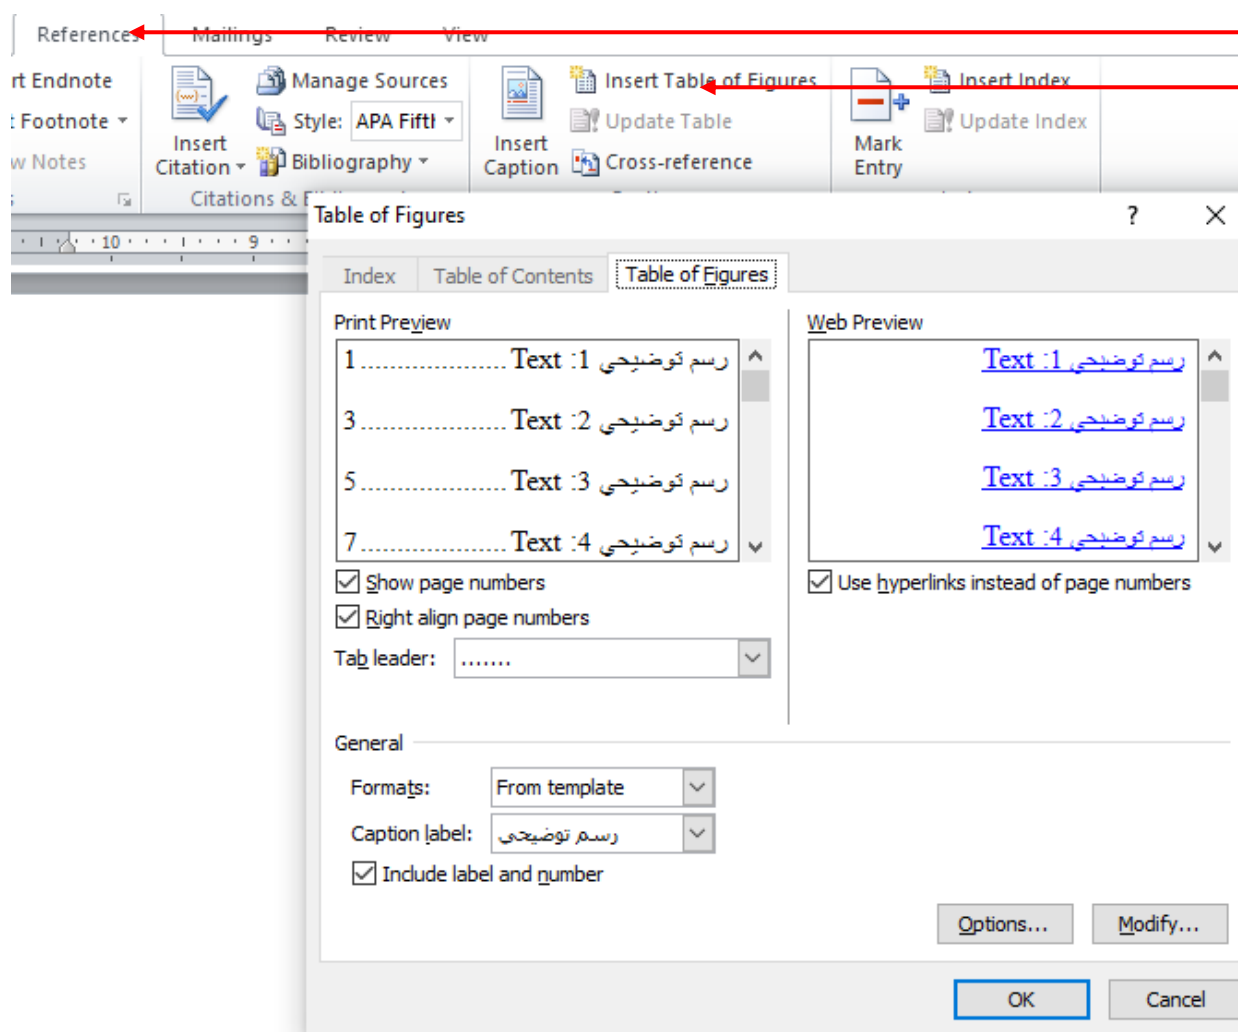 References Mailings Review View
rt Endnote
t Footnote
w Notes
Insert
Citation
Manage Sources
Style: APA Fifth
Bibliography
Citations &
Insert
Caption
Insert Table of Figures
Update Table
Cross-reference
Mark
Entry
Insert Index
Update Index
10 9
Table of Figures ?
Index Table of Contents Table of Figures
Print Preview
رسم توضيحي 1: Text ................... 1
رسم توضيحي 2: Text ................... 3
رسم توضيحي 3: Text ................... 5
رسم توضيحي 4: Text ................... 7
Show page numbers
Right align page numbers
Tab leader: .......
Web Preview
رسم توضيحي 1: Text
رسم توضيحي 2: Text
رسم توضيحي 3: Text
رسم توضيحي 4: Text
Use hyperlinks instead of page numbers
General
Formats: From template
Caption label: رسم توضيحي
Include label and number
Options... Modify...
OK Cancel